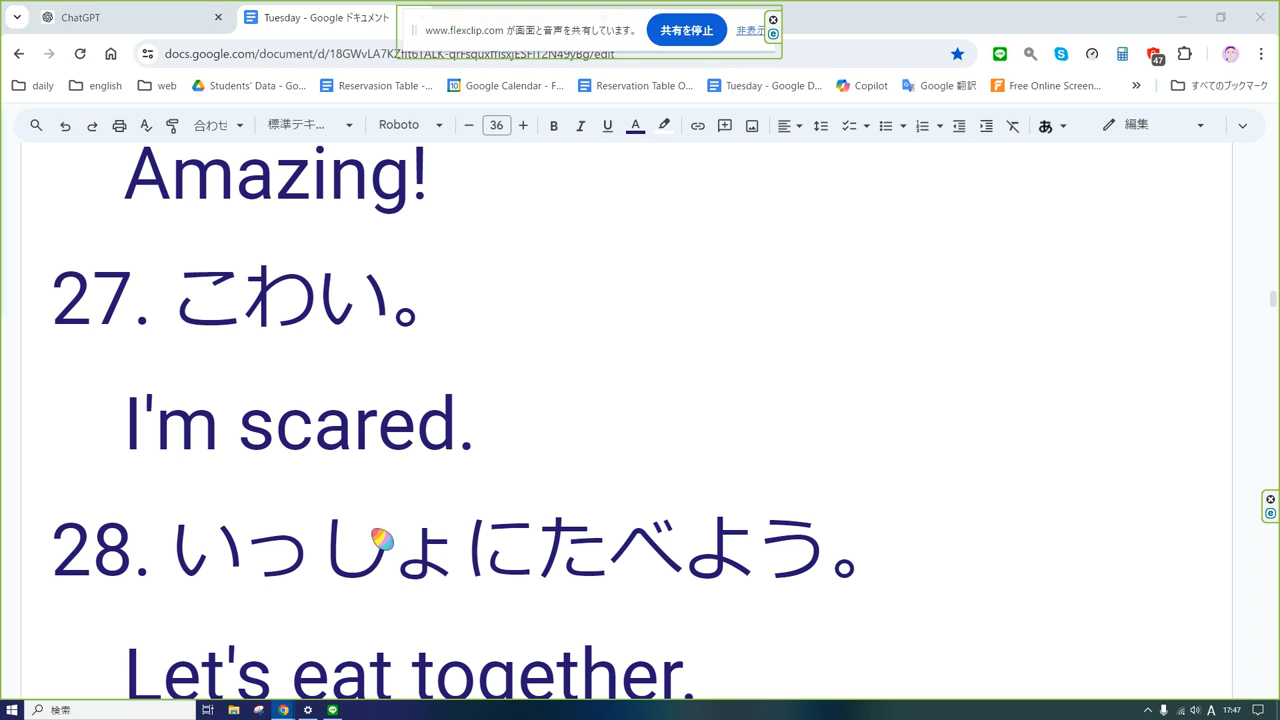 ChatGPT
Tuesday - Google ドキュメント
www.flexclip.com が画面と音声を共有しています。
共有を停止
非表示
47
daily
english
web
Students' Data - Go...
Reservasion Table -...
Google Calendar - F...
Reservation Table O...
Tuesday - Google D...
Copilot
Google 翻訳
Free Online Screen...
すべてのブックマーク
合わせ
標準テキ...
Roboto
36
編集
Amazing!
27. こわい。
I'm scared.
28. いっしょにたべよう。
Let's eat together.
検索
A
17:47